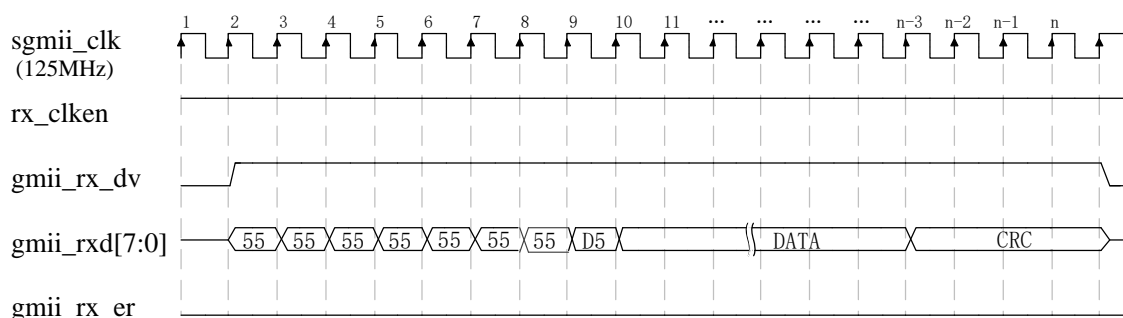 1 2 3 4 5 6 7 8 9 10 11 ··· ··· ··· ··· n-3 n-2 n-1 n
sgmii_clk
(125MHz)
rx_clken
gmii_rx_dv
gmii_rxd[7:0] 55 55 55 55 55 55 55 D5 DATA CRC
gmii_rx_er